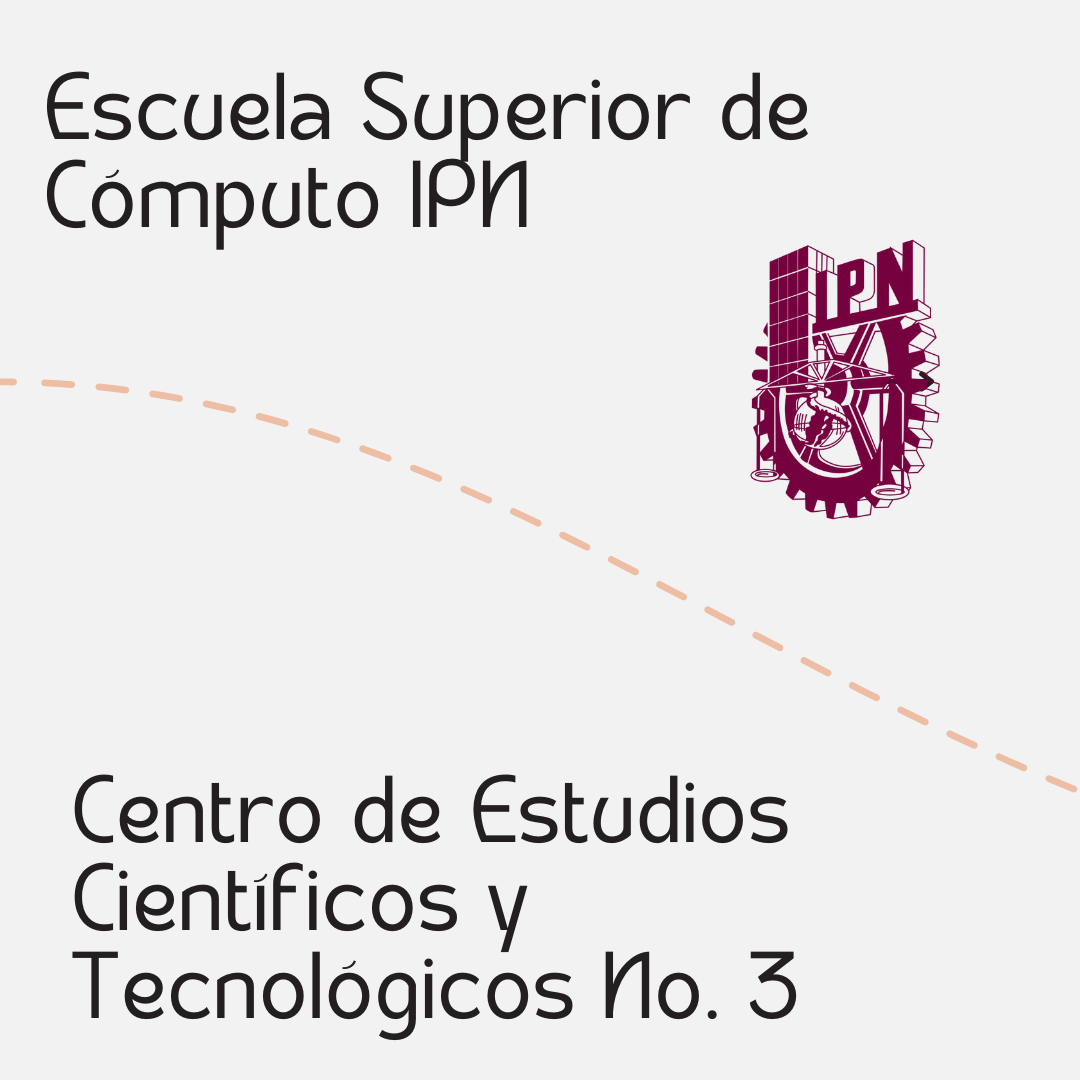 Escuela Superior de
Cómputo IPN
IPN
Centro de Estudios
Científicos y
Tecnológicos No. 3